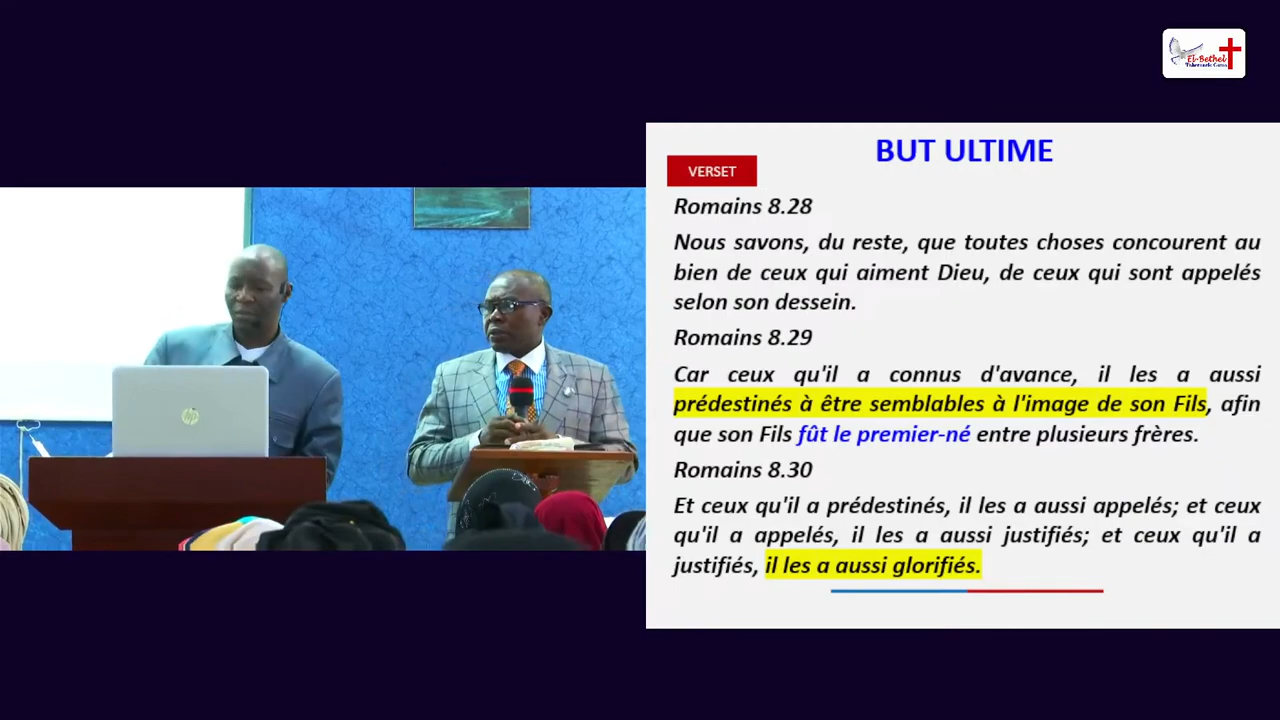 El-Bethel
BUT ULTIME
VERSET
Romains 8.28
Nous savons, du reste, que toutes choses concourent au
bien de ceux qui aiment Dieu, de ceux qui sont appelés
selon son dessein.
Romains 8.29
Car ceux qu'il a connus d'avance, il les a aussi
prédestinés à être semblables à l'image de son Fils, afin
que son Fils fût le premier-né entre plusieurs frères.
Romains 8.30
Et ceux qu'il a prédestinés, il les a aussi appelés; et ceux
qu'il a appelés, il les a aussi justifiés; et ceux qu'il a
justifiés, il les a aussi glorifiés.
hp